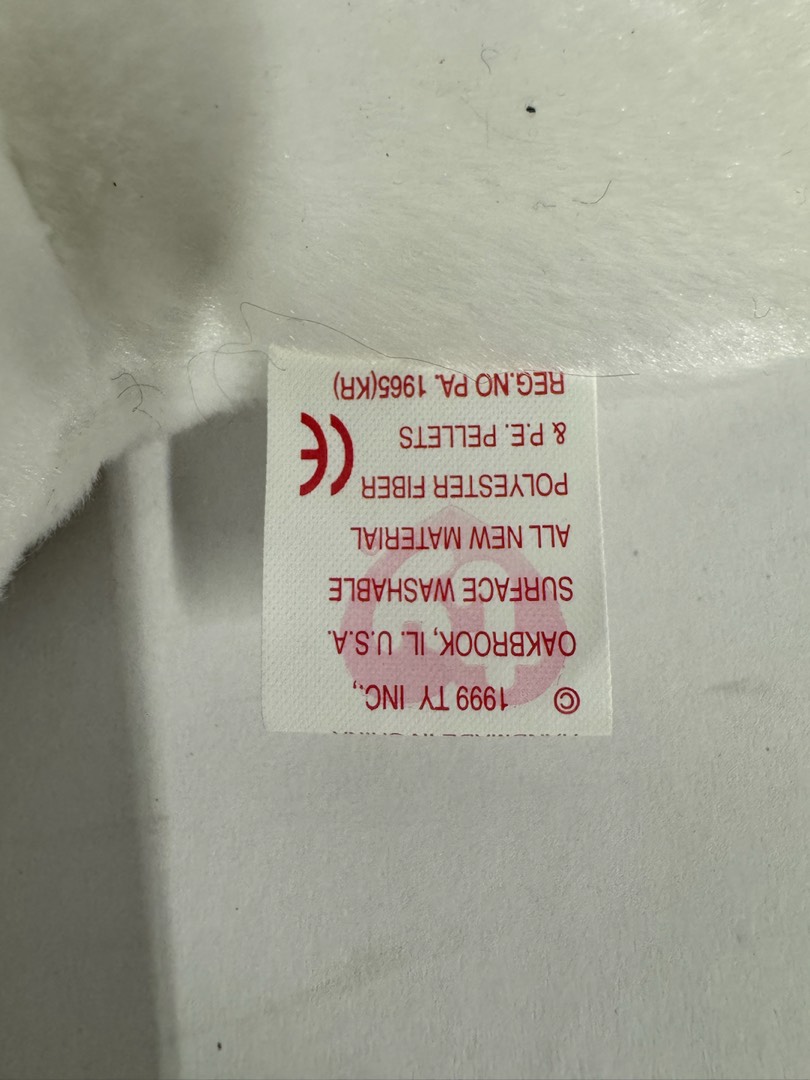 © 1999 TY INC.,
OAKBROOK, IL. U.S.A.
SURFACE WASHABLE
ALL NEW MATERIAL
POLYESTER FIBER
& P.E. PELLETS
CE
REG.NO PA. 1965(KR)